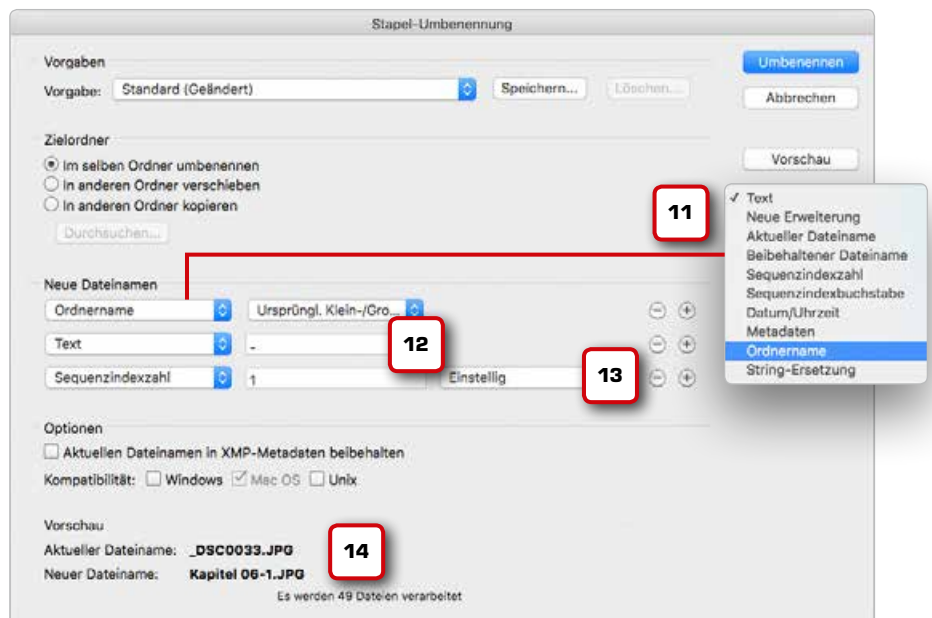 Stapel-Umbenennung
Vorgaben
Vorgabe: Standard (Geändert) Speichern... Löschen...
Umbenennen
Abbrechen
Vorschau
Zielordner
Im selben Ordner umbenennen
In anderen Ordner verschieben
In anderen Ordner kopieren
Durchsuchen...
11
Text
Neue Erweiterung
Aktueller Dateiname
Beibehaltener Dateiname
Sequenzindexzahl
Sequenzindexbuchstabe
Datum/Uhrzeit
Metadaten
Ordnername
String-Ersetzung
Neue Dateinamen
Ordnername Ursprüngl. Klein-/Gro...
Text - 12
Sequenzindexzahl 1 Einstellig 13
Optionen
Aktuellen Dateinamen in XMP-Metadaten beibehalten
Kompatibilität: Windows Mac OS Unix
Vorschau
Aktueller Dateiname: _DSC0033.JPG
14
Neuer Dateiname: Kapitel 06-1.JPG
Es werden 49 Dateien verarbeitet